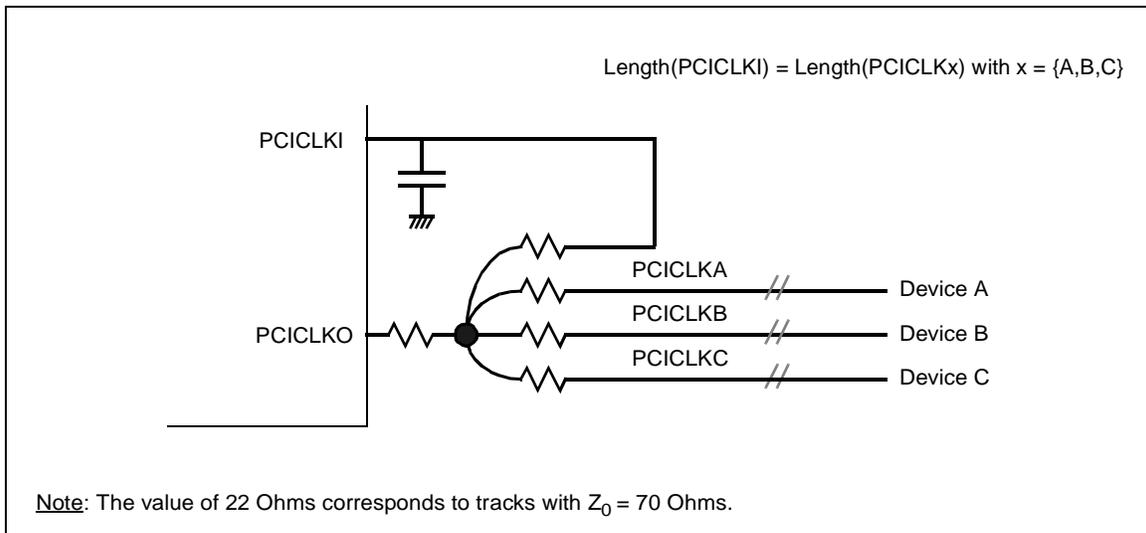 Length(PCICLKI) = Length(PCICLKx) with x = {A,B,C}
PCICLKI
PCICLKA
Device A
PCICLKB
PCICLKO
Device B
PCICLKC
Device C
Note: The value of 22 Ohms corresponds to tracks with Z0 = 70 Ohms.